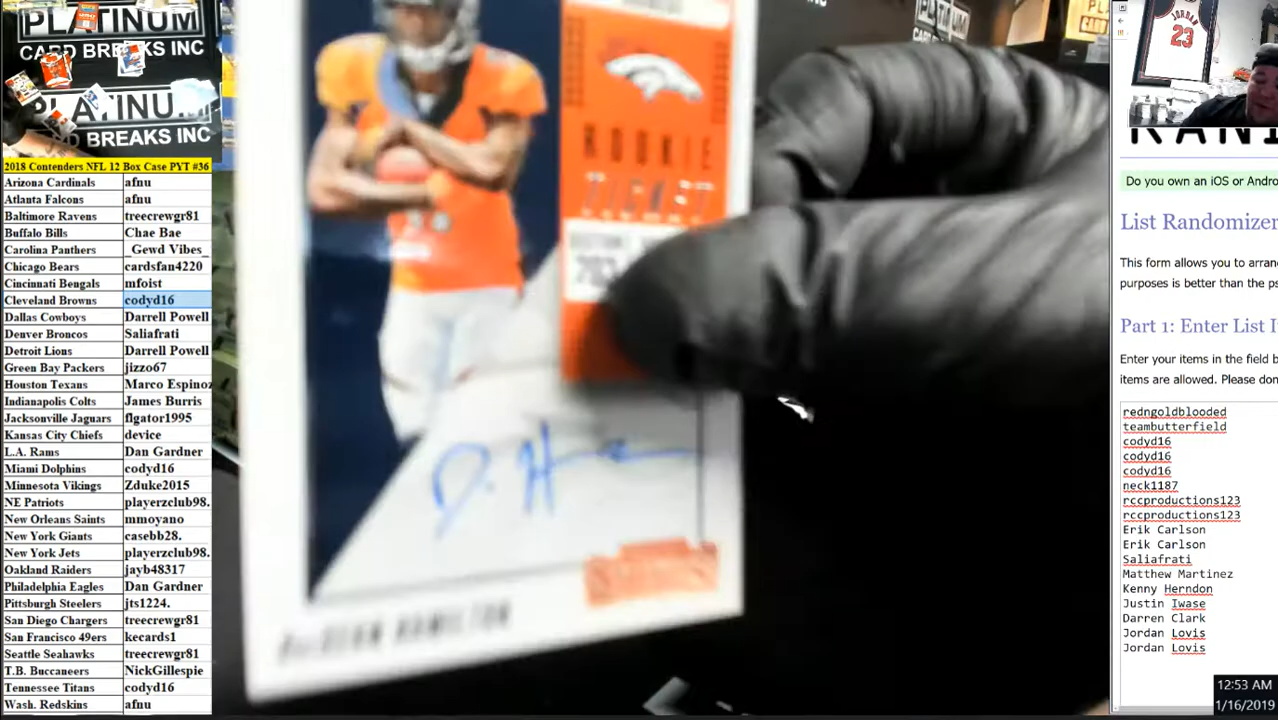 PLATINUM
CARD BREAKS INC
PLATINUM
CARD BREAKS INC
2018 Contenders NFL 12 Box Case PYT #36
Arizona Cardinals afnu
Atlanta Falcons afnu
Baltimore Ravens treecrewgr81
Buffalo Bills Chae Bae
Carolina Panthers _Gewd Vibes_
Chicago Bears cardsfan4220
Cincinnati Bengals mfoist
Cleveland Browns codyd16
Dallas Cowboys Darrell Powell
Denver Broncos Saliafrati
Detroit Lions Darrell Powell
Green Bay Packers jizzo67
Houston Texans Marco Espinoz
Indianapolis Colts James Burris
Jacksonville Jaguars flgator1995
Kansas City Chiefs device
L.A. Rams Dan Gardner
Miami Dolphins codyd16
Minnesota Vikings Zduke2015
NE Patriots playerzclub98.
New Orleans Saints mmoyano
New York Giants casebb28.
New York Jets playerzclub98.
Oakland Raiders jayb48317
Philadelphia Eagles Dan Gardner
Pittsburgh Steelers jts1224.
San Diego Chargers treecrewgr81
San Francisco 49ers kecards1
Seattle Seahawks treecrewgr81
T.B. Buccaneers NickGillespie
Tennessee Titans codyd16
Wash. Redskins afnu
ROOKIE
TICKET
D. H
HAMILTON
JORDAN
23
RAN
Do you own an iOS or Andro
List Randomizer
This form allows you to arran
purposes is better than the ps
Part 1: Enter List I
Enter your items in the field b
items are allowed. Please don
redngoldblooded
teambutterfield
codyd16
codyd16
codyd16
neck1187
rccproductions123
rccproductions123
Erik Carlson
Erik Carlson
Saliafrati
Matthew Martinez
Kenny Herndon
Justin Iwase
Darren Clark
Jordan Lovis
Jordan Lovis
12:53 AM
1/16/2019